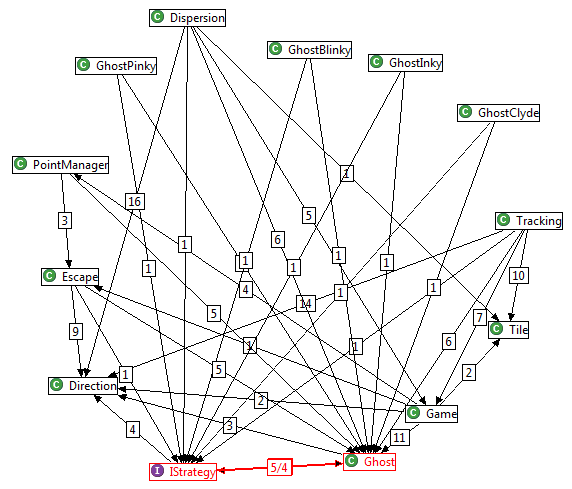 C Dispersion
C GhostBlinky
C GhostPinky
C GhostInky
C GhostClyde
C PointManager
1
16
3
5
C Tracking
6
1
1
1
1
1
1
C Escape
10
4
1
1
14
5
7
C Tile
9
1
1
6
5
2
1
C Direction
2
C Game
4
3
11
I IStrategy
5/4
C Ghost